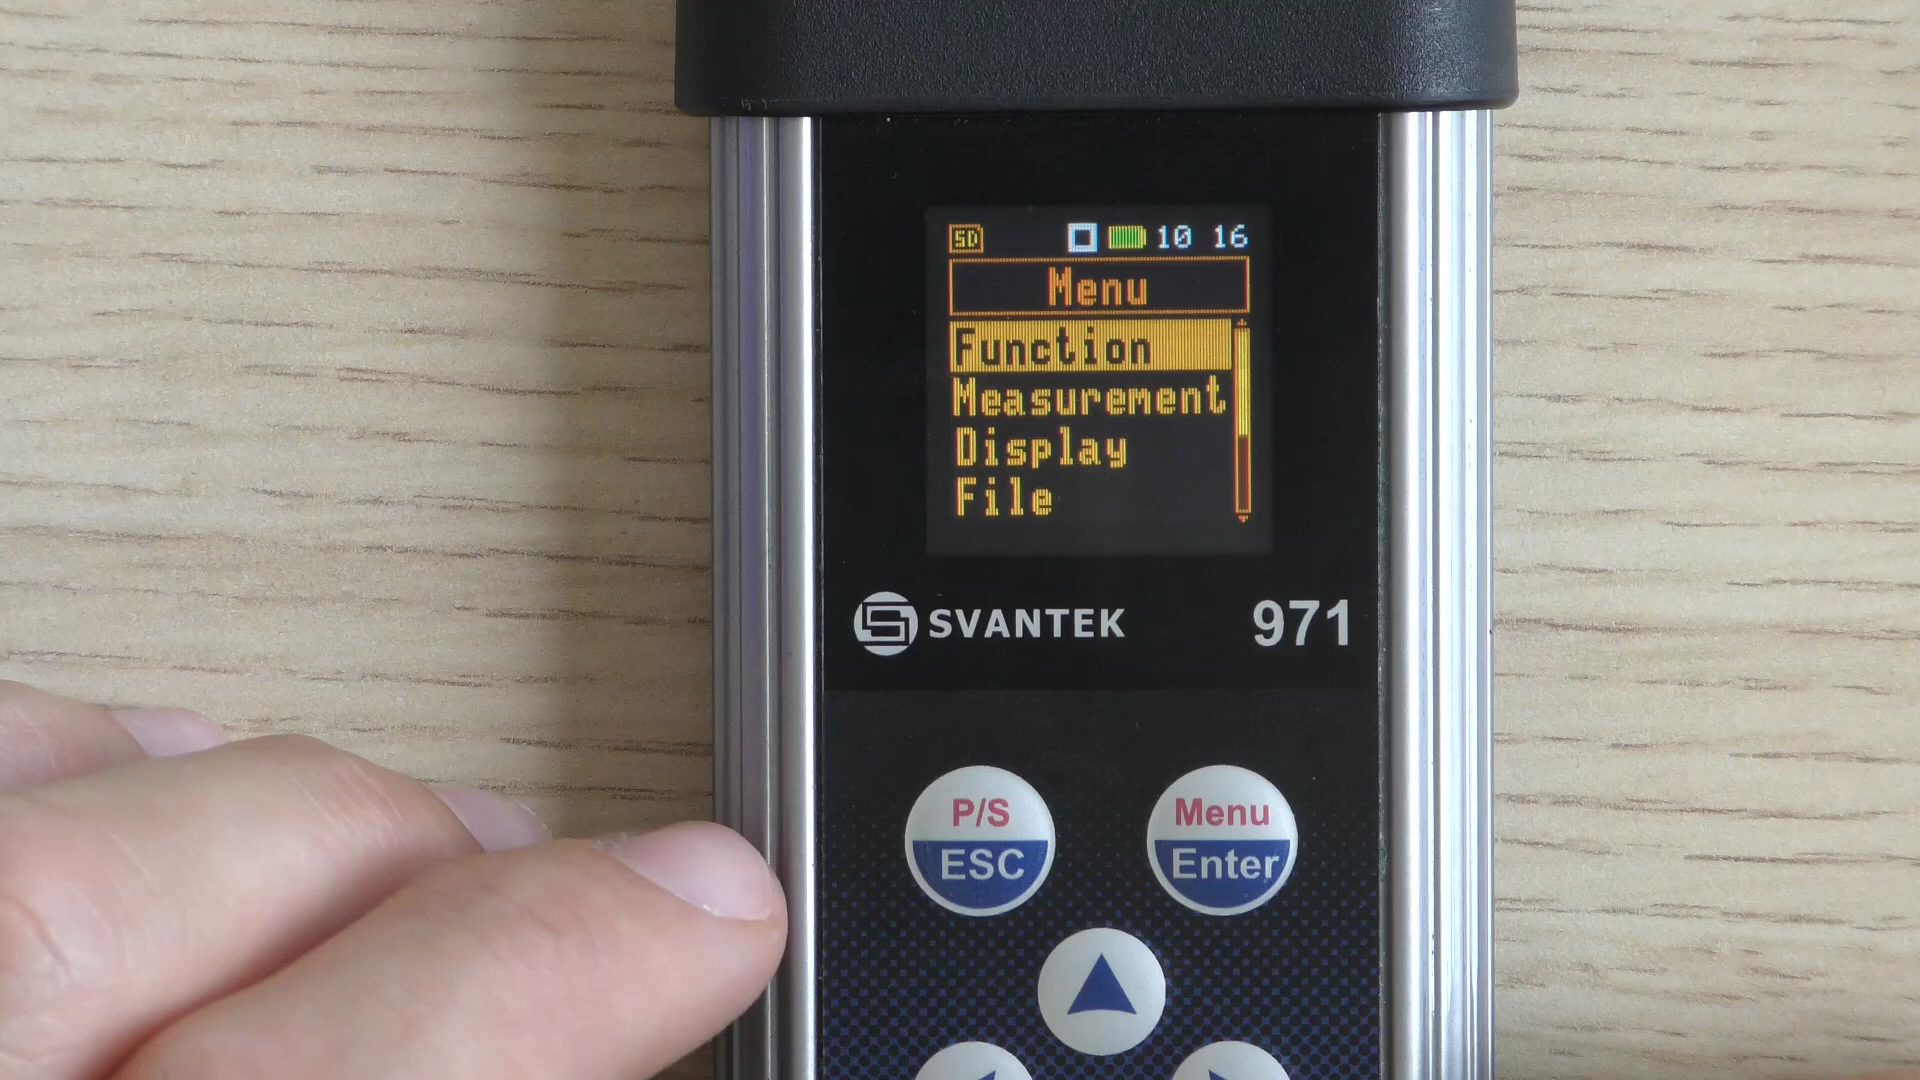 SD 10 16
Menu
Function
Measurement
Display
File
SVANTEK 971
P/S Menu
ESC Enter